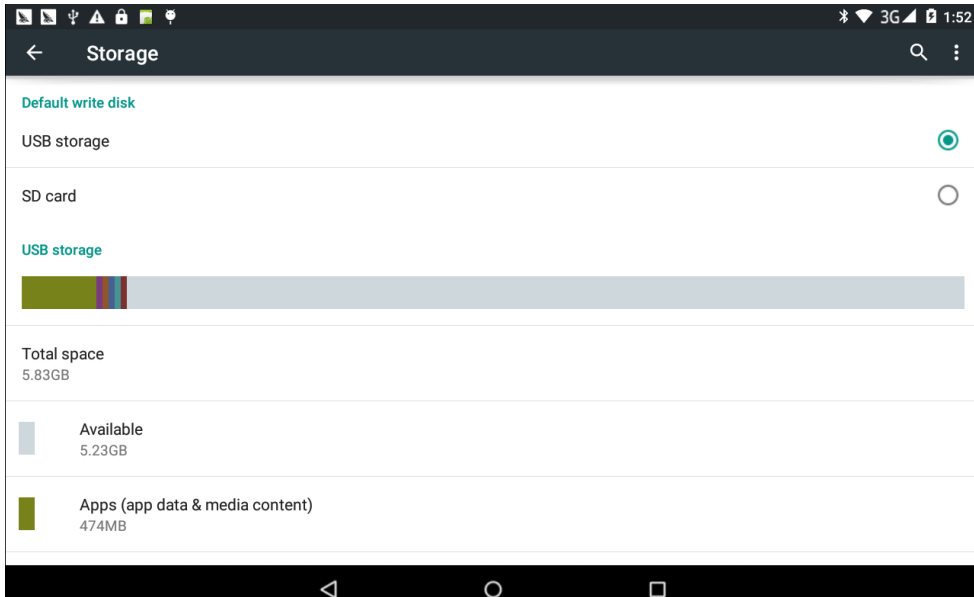 3G 1:52
Storage
Default write disk
USB storage
SD card
USB storage
Total space
5.83GB
Available
5.23GB
Apps (app data & media content)
474MB